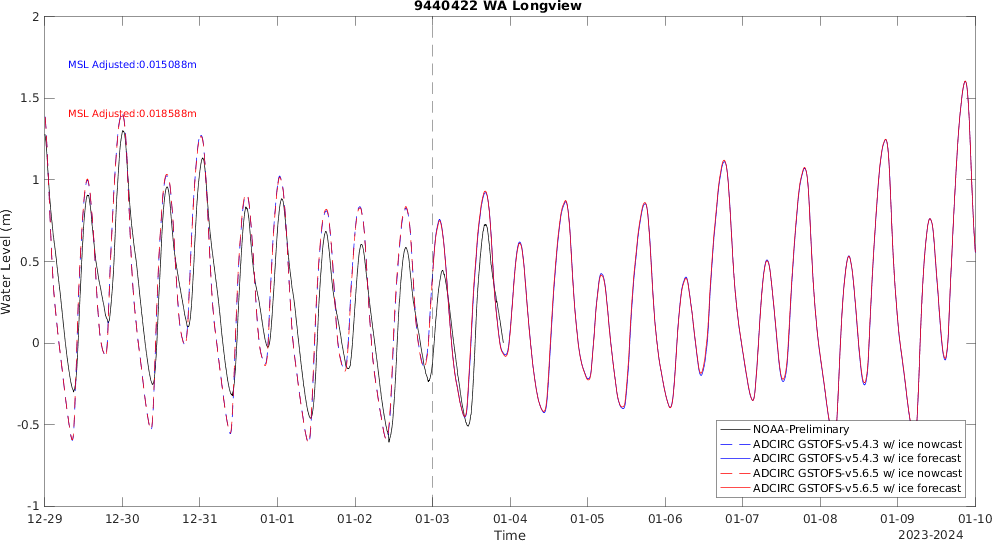 9440422 WA Longview
MSL Adjusted:0.015088m
MSL Adjusted:0.018588m
Water Level (m)
2
1.5
1
0.5
0
-0.5
-1
NOAA-Preliminary
ADCIRC GSTOFS-v5.4.3 w/ ice nowcast
ADCIRC GSTOFS-v5.4.3 w/ ice forecast
ADCIRC GSTOFS-v5.6.5 w/ ice nowcast
ADCIRC GSTOFS-v5.6.5 w/ ice forecast
12-29 12-30 12-31 01-01 01-02 01-03 01-04 01-05 01-06 01-07 01-08 01-09 01-10
Time
2023-2024